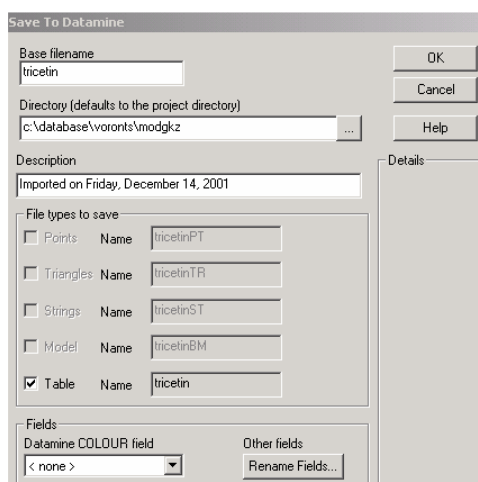 Save To Datamine
Base filename
tricetin
OK
Cancel
Directory (defaults to the project directory)
c:\database\voronts\modgkz
...
Help
Description
Details
Imported on Friday, December 14, 2001
File types to save
Points Name tricetinPT
Triangles Name tricetinTR
Strings Name tricetinST
Model Name tricetinBM
Table Name tricetin
Fields
Datamine COLOUR field
Other fields
< none >
Rename Fields...